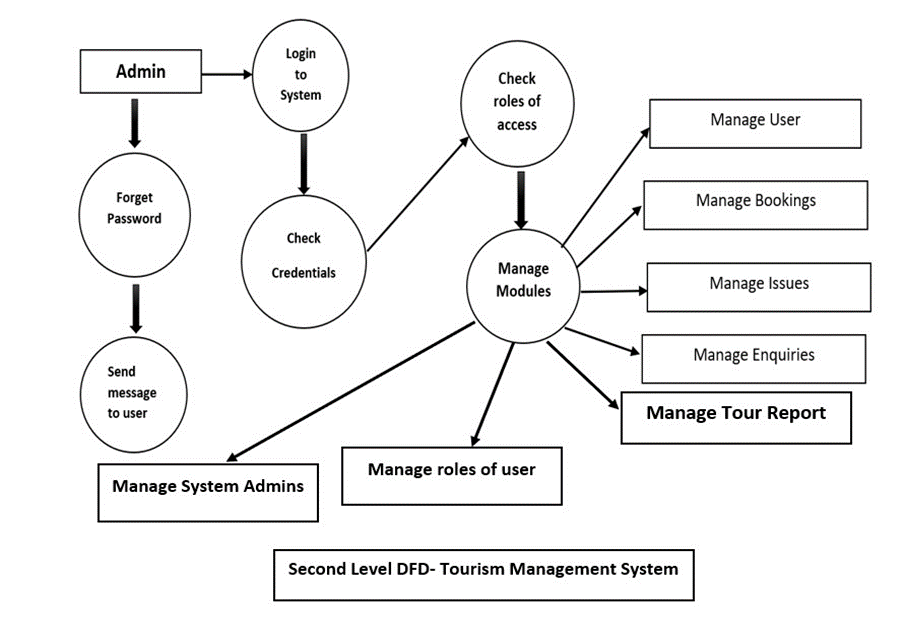 Admin
Login
to
System
Check
roles of
access
Manage User
Forget
Password
Manage Bookings
Check
Credentials
Manage
Modules
Manage Issues
Manage Enquiries
Send
message
to user
Manage Tour Report
Manage System Admins
Manage roles of user
Second Level DFD- Tourism Management System